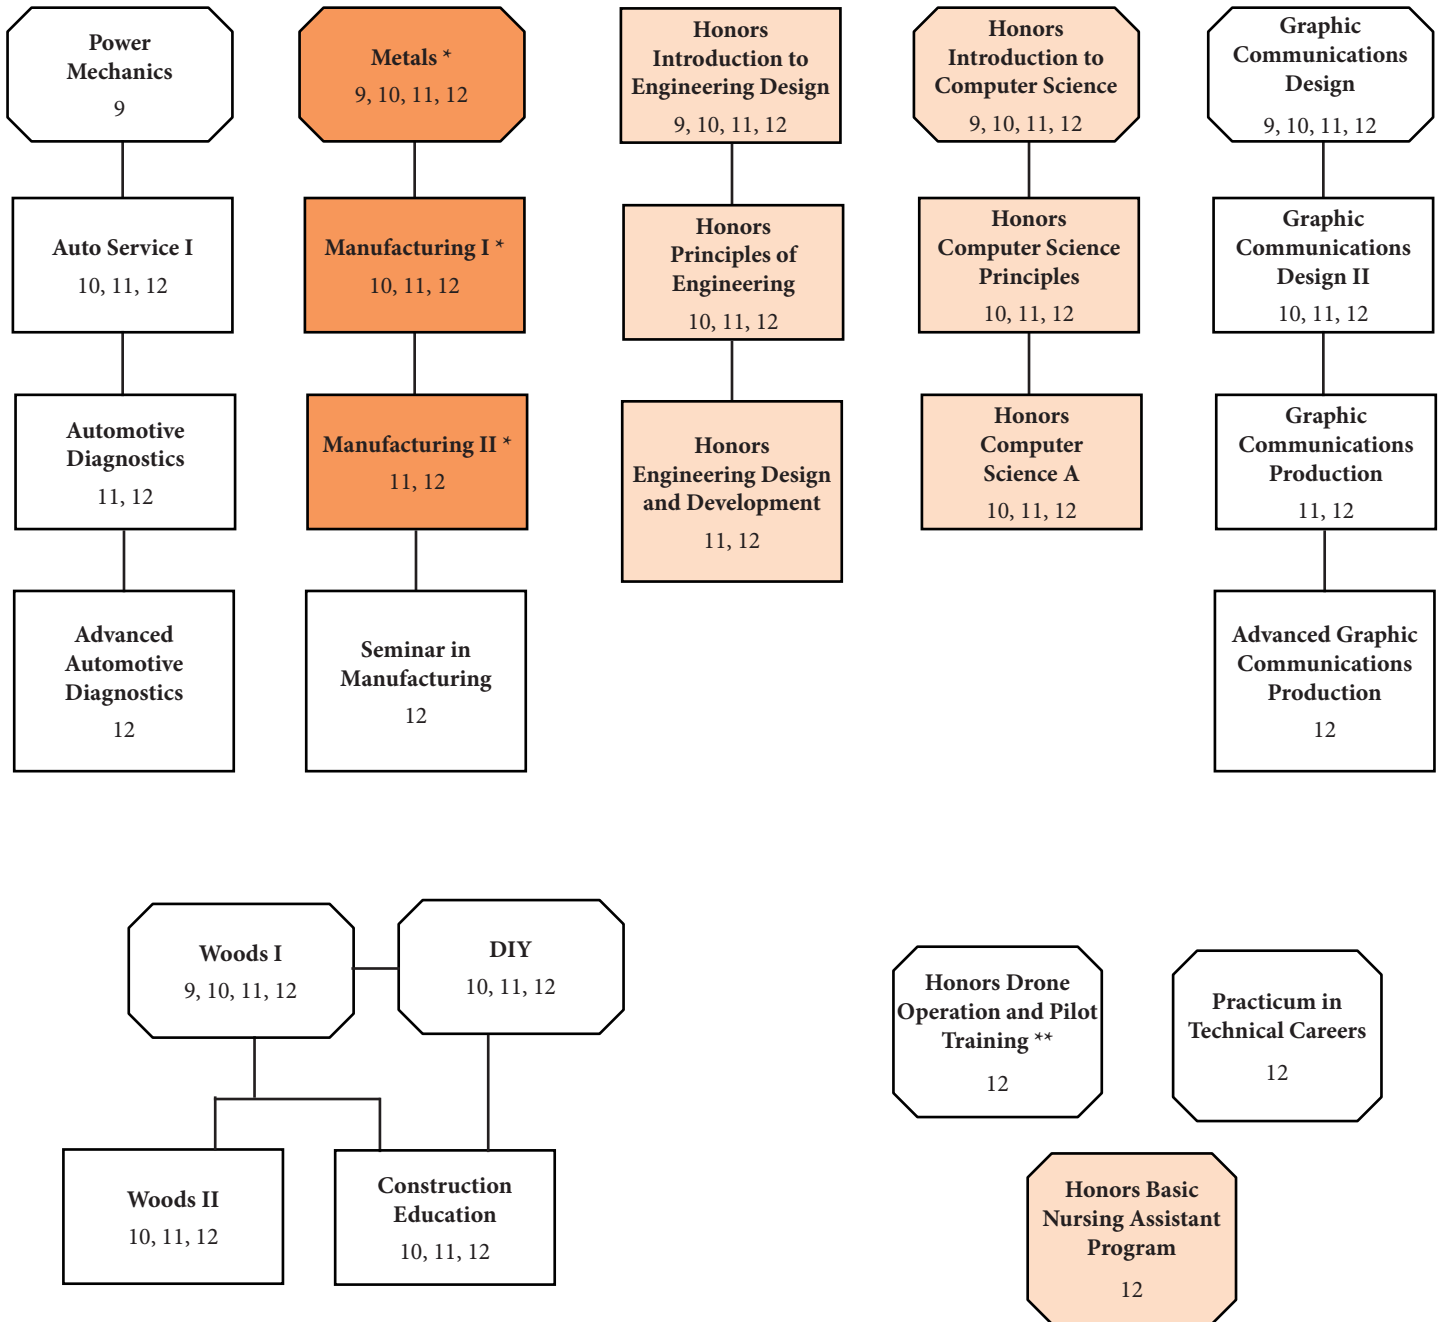 Power
Mechanics
9
Metals *
9, 10, 11, 12
Honors
Introduction to
Engineering Design
9, 10, 11, 12
Honors
Introduction to
Computer Science
9, 10, 11, 12
Graphic
Communications
Design
9, 10, 11, 12
Auto Service I
10, 11, 12
Manufacturing I *
10, 11, 12
Honors
Principles of
Engineering
10, 11, 12
Honors
Computer Science
Principles
10, 11, 12
Graphic
Communications
Design II
10, 11, 12
Automotive
Diagnostics
11, 12
Manufacturing II *
11, 12
Honors
Engineering Design
and Development
11, 12
Honors
Computer
Science A
10, 11, 12
Graphic
Communications
Production
11, 12
Advanced
Automotive
Diagnostics
12
Seminar in
Manufacturing
12
Advanced Graphic
Communications
Production
12
Woods I
9, 10, 11, 12
DIY
10, 11, 12
Woods II
10, 11, 12
Construction
Education
10, 11, 12
Honors Drone
Operation and Pilot
Training **
12
Practicum in
Technical Careers
12
Honors Basic
Nursing Assistant
Program
12